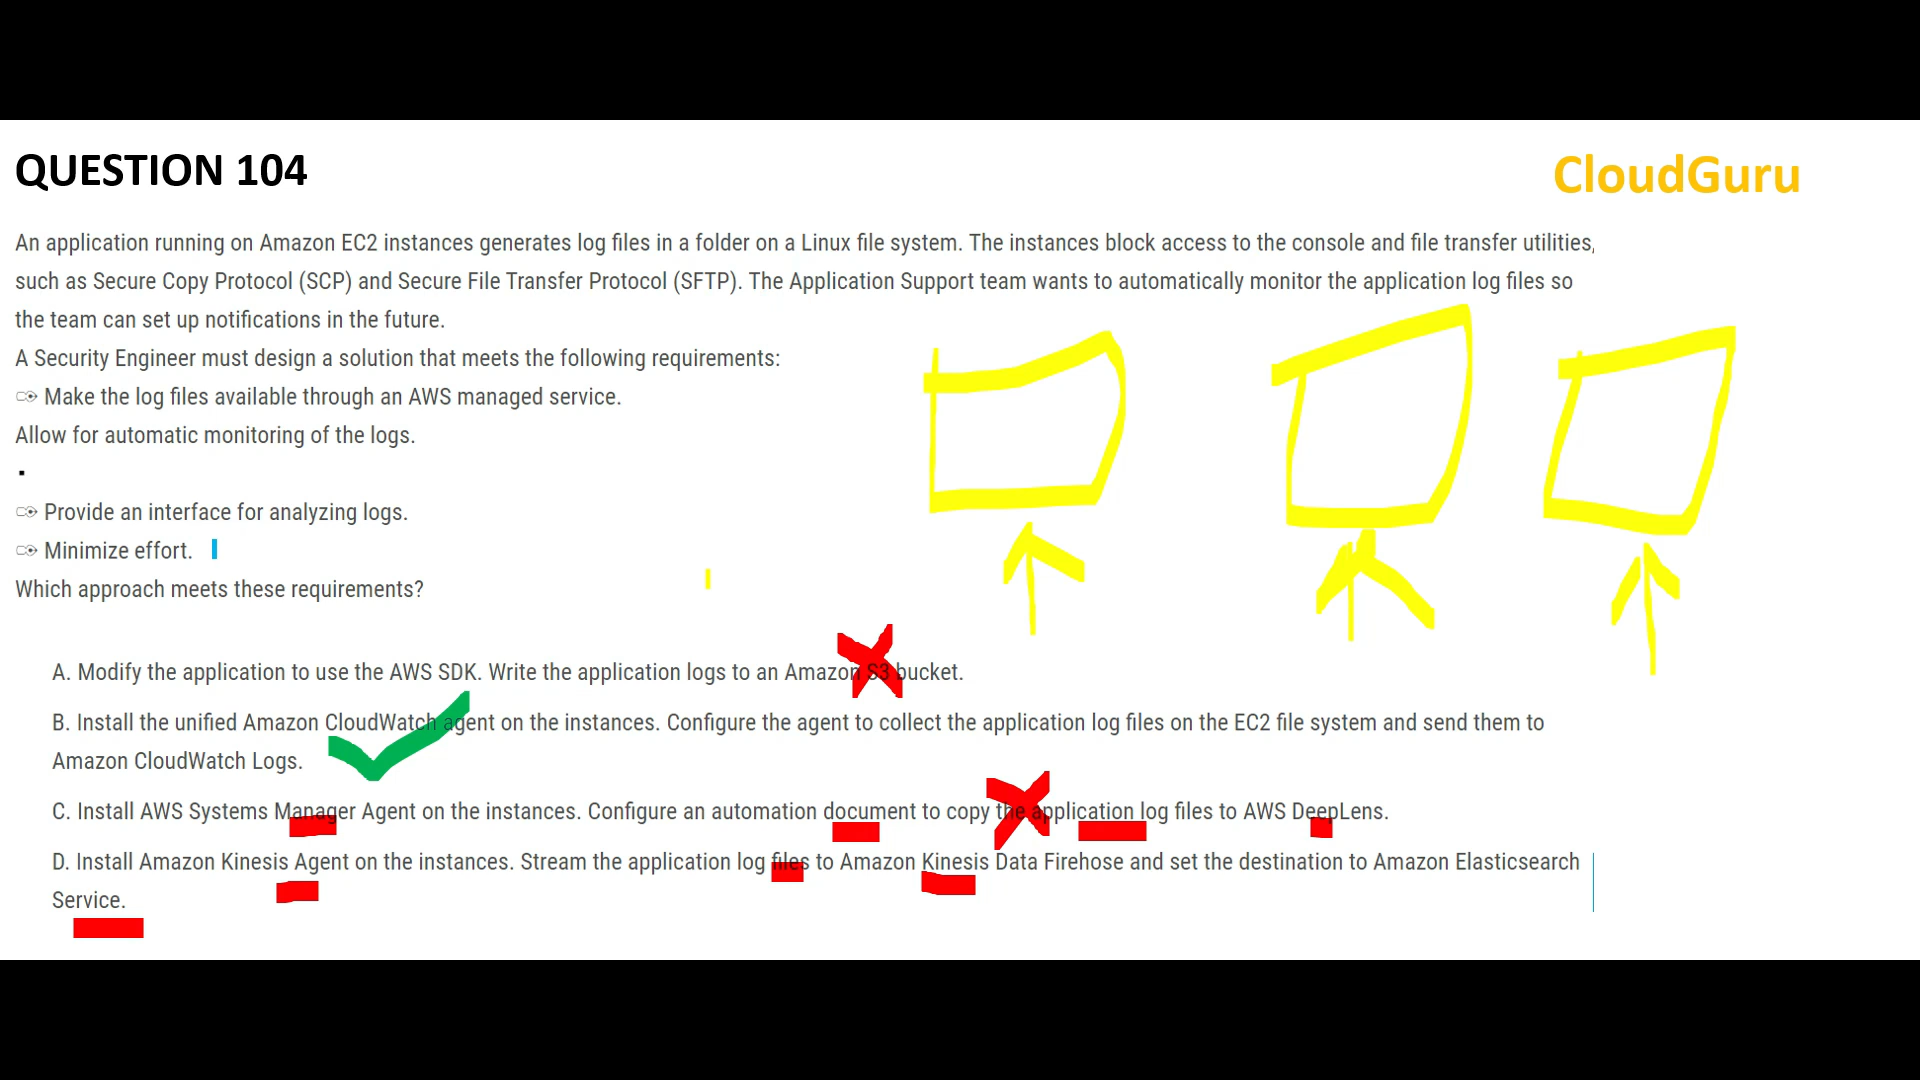 QUESTION 104
CloudGuru
An application running on Amazon EC2 instances generates log files in a folder on a Linux file system. The instances block access to the console and file transfer utilities,
such as Secure Copy Protocol (SCP) and Secure File Transfer Protocol (SFTP). The Application Support team wants to automatically monitor the application log files so
the team can set up notifications in the future.
A Security Engineer must design a solution that meets the following requirements:
Make the log files available through an AWS managed service.
Allow for automatic monitoring of the logs.
Provide an interface for analyzing logs.
Minimize effort.
Which approach meets these requirements?
A. Modify the application to use the AWS SDK. Write the application logs to an Amazon S3 bucket.
B. Install the unified Amazon CloudWatch agent on the instances. Configure the agent to collect the application log files on the EC2 file system and send them to
Amazon CloudWatch Logs.
C. Install AWS Systems Manager Agent on the instances. Configure an automation document to copy the application log files to AWS DeepLens.
D. Install Amazon Kinesis Agent on the instances. Stream the application log files to Amazon Kinesis Data Firehose and set the destination to Amazon Elasticsearch
Service.